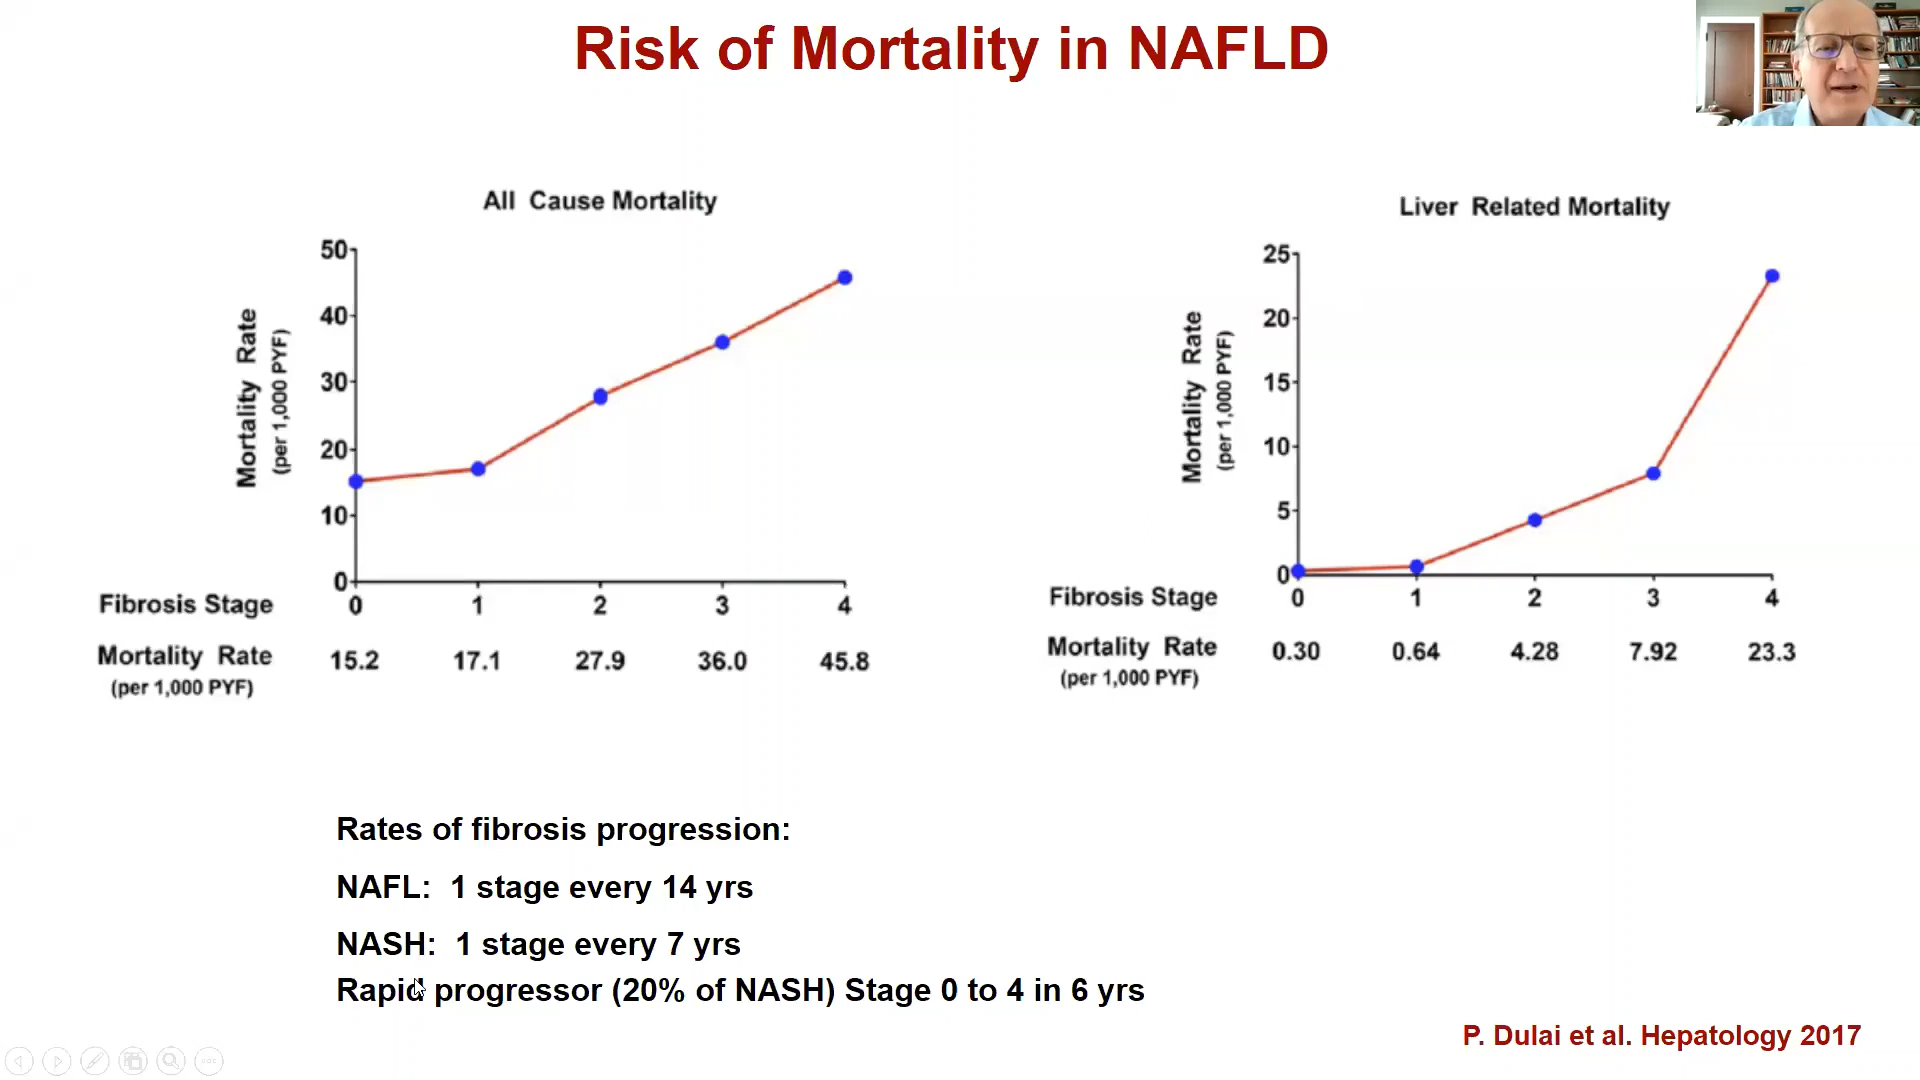 Risk of Mortality in NAFLD
All Cause Mortality
Mortality Rate
(per 1,000 PYF)
50
40
30
20
10
0
Fibrosis Stage 0 1 2 3 4
Mortality Rate 15.2 17.1 27.9 36.0 45.8
(per 1,000 PYF)
Liver Related Mortality
Mortality Rate
(per 1,000 PYF)
25
20
15
10
5
0
Fibrosis Stage 0 1 2 3 4
Mortality Rate 0.30 0.64 4.28 7.92 23.3
(per 1,000 PYF)
Rates of fibrosis progression:
NAFL: 1 stage every 14 yrs
NASH: 1 stage every 7 yrs
Rapid progressor (20% of NASH) Stage 0 to 4 in 6 yrs
P. Dulai et al. Hepatology 2017